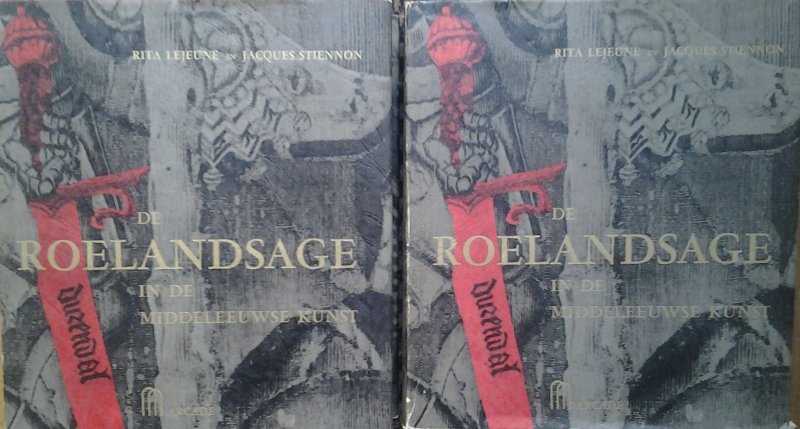 RITA LEJEUNE EN JACQUES STIENNON
DE
ROELANDSAGE
IN DE
MIDDELEEUWSE KUNST
durendal
ARCADE
RITA LEJEUNE EN JACQUES STIENNON
DE
ROELANDSAGE
IN DE
MIDDELEEUWSE KUNST
durendal
ARCADE